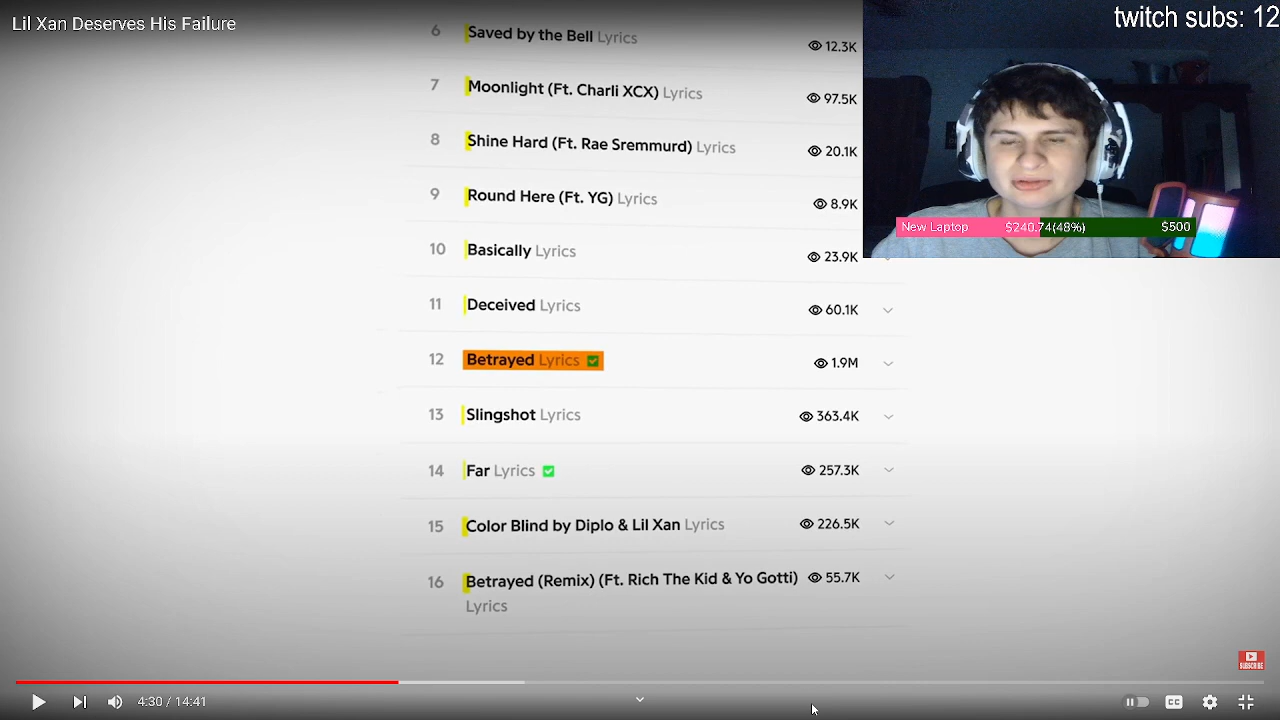 Lil Xan Deserves His Failure
twitch subs: 12
6 Saved by the Bell Lyrics 12.3K
7 Moonlight (Ft. Charli XCX) Lyrics 97.5K
8 Shine Hard (Ft. Rae Sremmurd) Lyrics 20.1K
9 Round Here (Ft. YG) Lyrics 8.9K
New Laptop $240.74(48%) $500
10 Basically Lyrics 23.9K
11 Deceived Lyrics 60.1K
12 Betrayed Lyrics 1.9M
13 Slingshot Lyrics 363.4K
14 Far Lyrics 257.3K
15 Color Blind by Diplo & Lil Xan Lyrics 226.5K
16 Betrayed (Remix) (Ft. Rich The Kid & Yo Gotti) 55.7K
Lyrics
SUBSCRIBE
4:30 / 14:41
CC